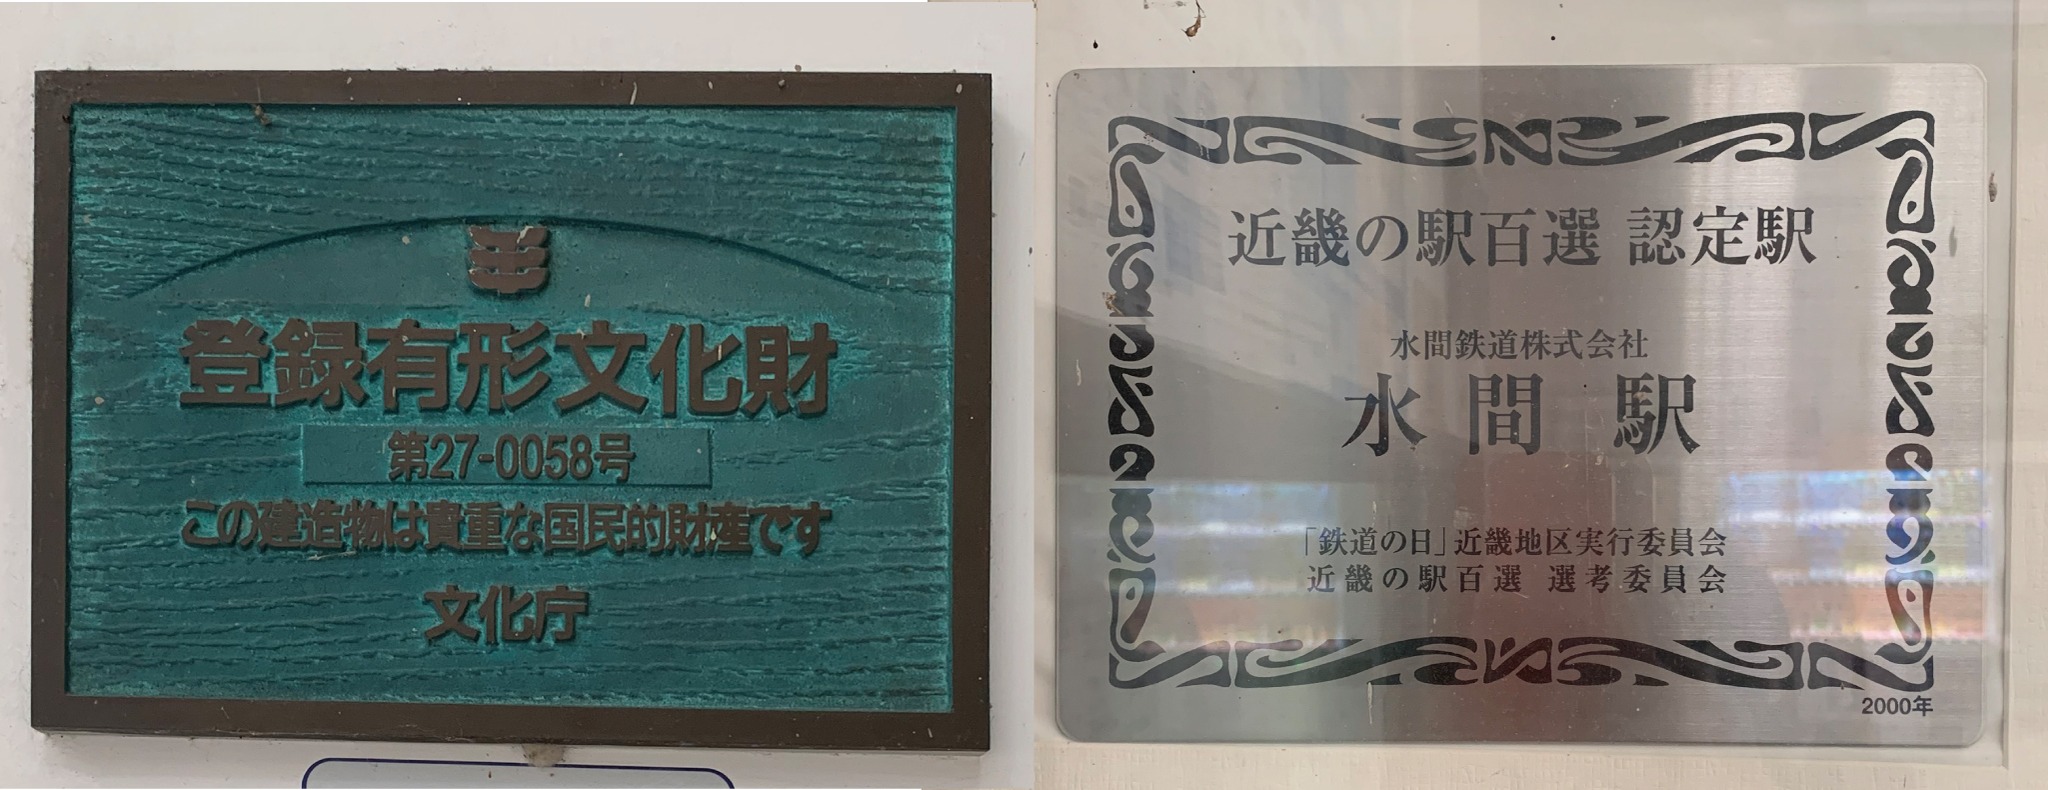 登録有形文化財
第27-0058号
この建造物は貴重な国民的財産です
文化庁
近畿の駅百選 認定駅
水間鉄道株式会社
水間駅
「鉄道の日」近畿地区実行委員会
近畿の駅百選 選考委員会
2000年